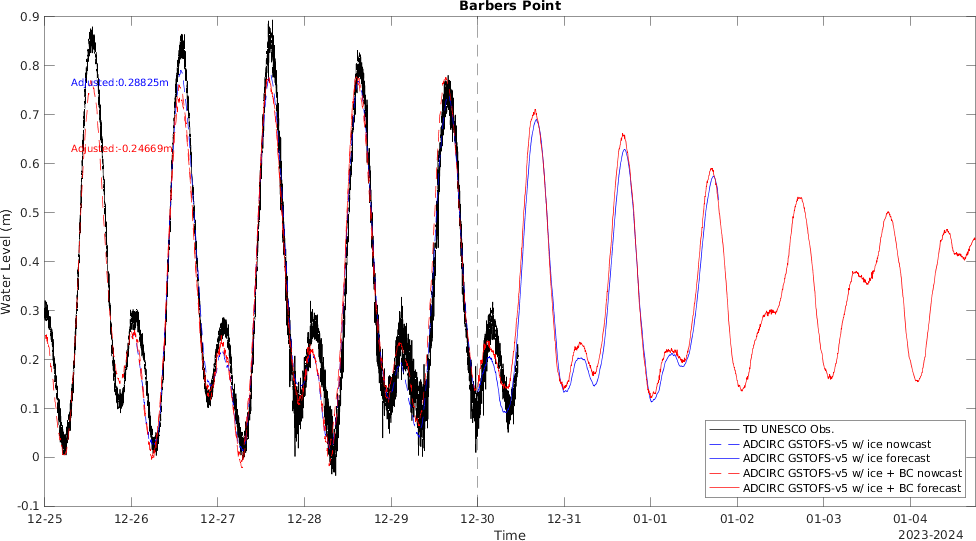 Barbers Point
0.9
0.8
0.7
0.6
0.5
0.4
0.3
0.2
0.1
0
-0.1
Water Level (m)
Adjusted:0.28825m
Adjusted:-0.24669m
TD UNESCO Obs.
ADCIRC GSTOFS-v5 w/ ice nowcast
ADCIRC GSTOFS-v5 w/ ice forecast
ADCIRC GSTOFS-v5 w/ ice + BC nowcast
ADCIRC GSTOFS-v5 w/ ice + BC forecast
12-25 12-26 12-27 12-28 12-29 12-30 12-31 01-01 01-02 01-03 01-04
Time
2023-2024